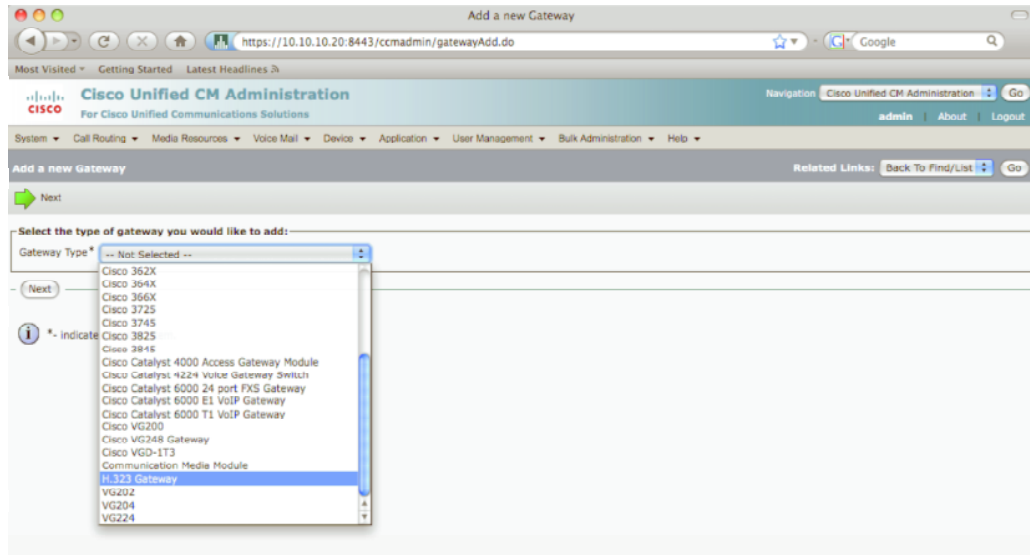 Add a new Gateway
https://10.10.10.20:8443/ccmadmin/gatewayAdd.do
Google
Most Visited Getting Started Latest Headlines
CISCO
Cisco Unified CM Administration
For Cisco Unified Communications Solutions
Navigation Cisco Unified CM Administration Go
admin | About | Logout
System Call Routing Media Resources Voice Mail Device Application User Management Bulk Administration Help
Add a new Gateway
Related Links: Back To Find/List Go
Next
Select the type of gateway you would like to add:
Gateway Type* -- Not Selected --
Cisco 362X
Cisco 364X
Cisco 366X
Cisco 3725
Cisco 3745
Cisco 3825
Cisco 3845
Cisco Catalyst 4000 Access Gateway Module
Cisco Catalyst 4224 Voice Gateway Switch
Cisco Catalyst 6000 24 port FXS Gateway
Cisco Catalyst 6000 E1 VoIP Gateway
Cisco Catalyst 6000 T1 VoIP Gateway
Cisco VG200
Cisco VG248 Gateway
Cisco VGD-1T3
Communication Media Module
H.323 Gateway
VG202
VG204
VG224
Next
*- indicate